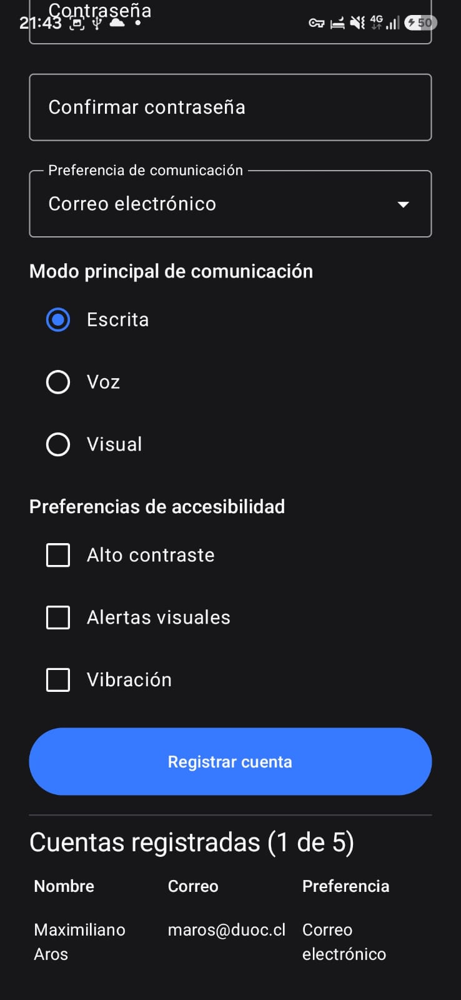 Contraseña
21:43
4G
50
Confirmar contraseña
Preferencia de comunicación
Correo electrónico
Modo principal de comunicación
Escrita
Voz
Visual
Preferencias de accesibilidad
Alto contraste
Alertas visuales
Vibración
Registrar cuenta
Cuentas registradas (1 de 5)
Nombre Correo Preferencia
Maximiliano maros@duoc.cl Correo
Aros electrónico